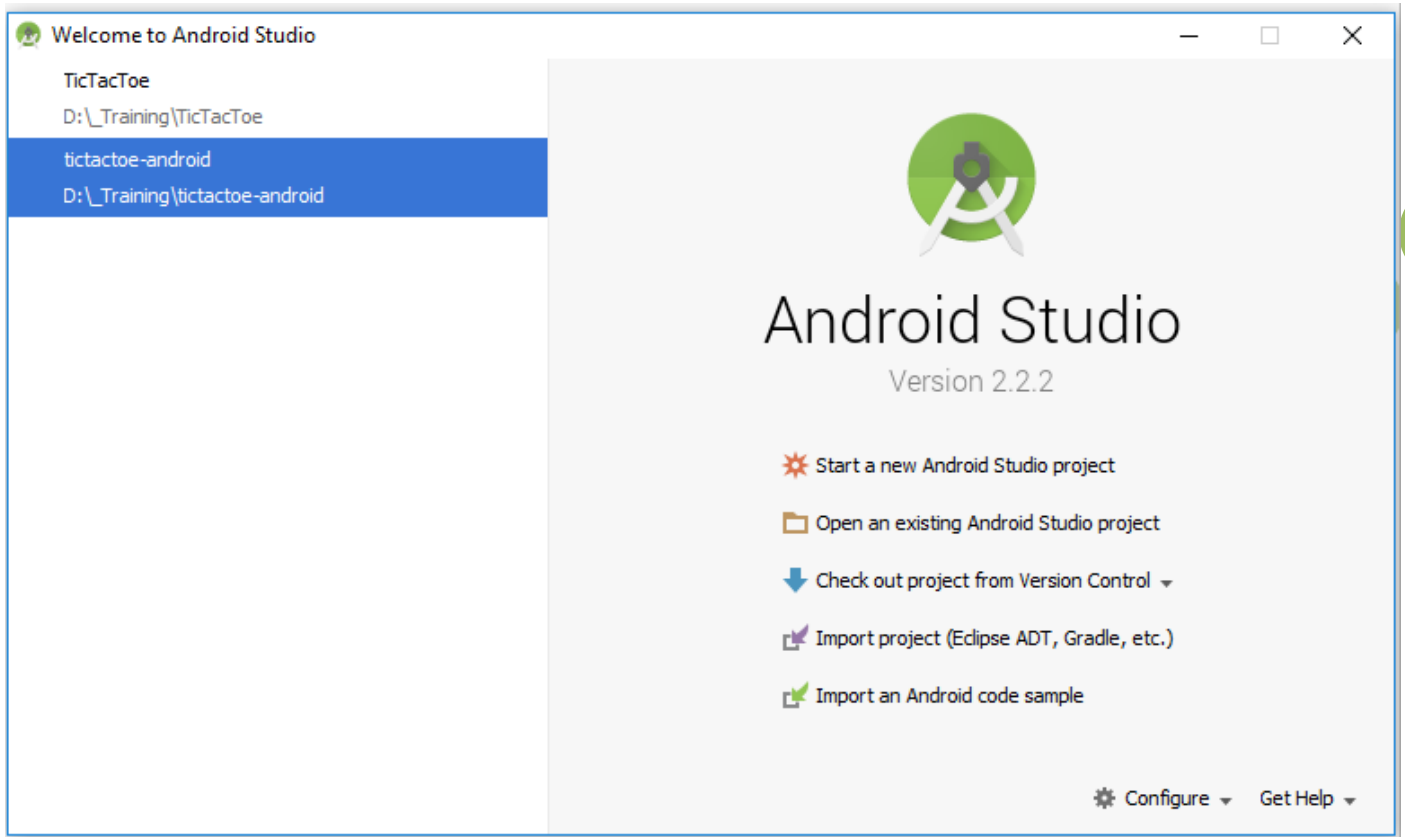 Welcome to Android Studio
TicTacToe
D:\_Training\TicTacToe
tictactoe-android
D:\_Training\tictactoe-android
Android Studio
Version 2.2.2
Start a new Android Studio project
Open an existing Android Studio project
Check out project from Version Control
Import project (Eclipse ADT, Gradle, etc.)
Import an Android code sample
Configure Get Help